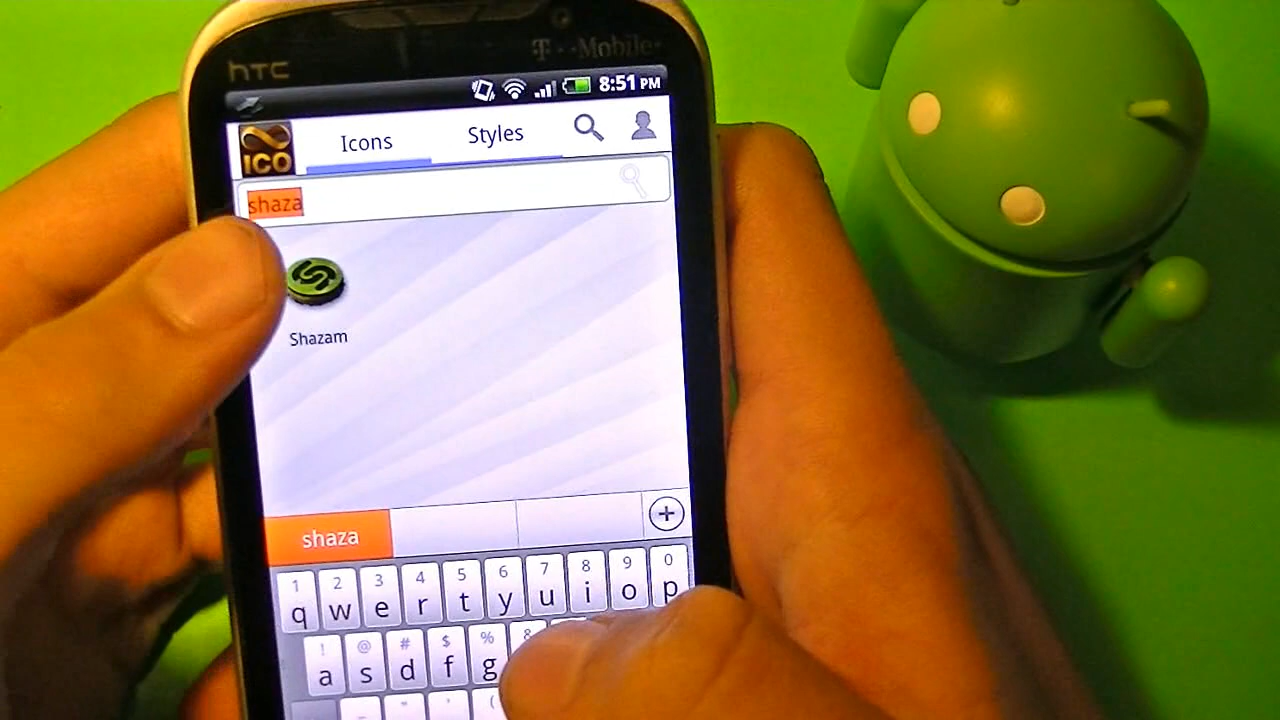 T--Mobile
hTC
8:51 PM
ICO
Icons
Styles
shaza
Shazam
shaza
1 2 3 4 5 6 7 8 9 0
q w e r t y u i o p
! @ # $ % &
a s d f g